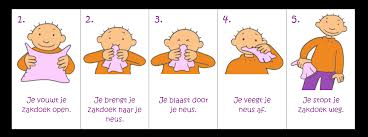 1.
Je vouwt je
zakdoek open.
2.
Je brengt je
zakdoek naar je
neus.
3.
Je blaast door
je neus.
4.
Je veegt je
neus af.
5.
Je stopt je
zakdoek weg.